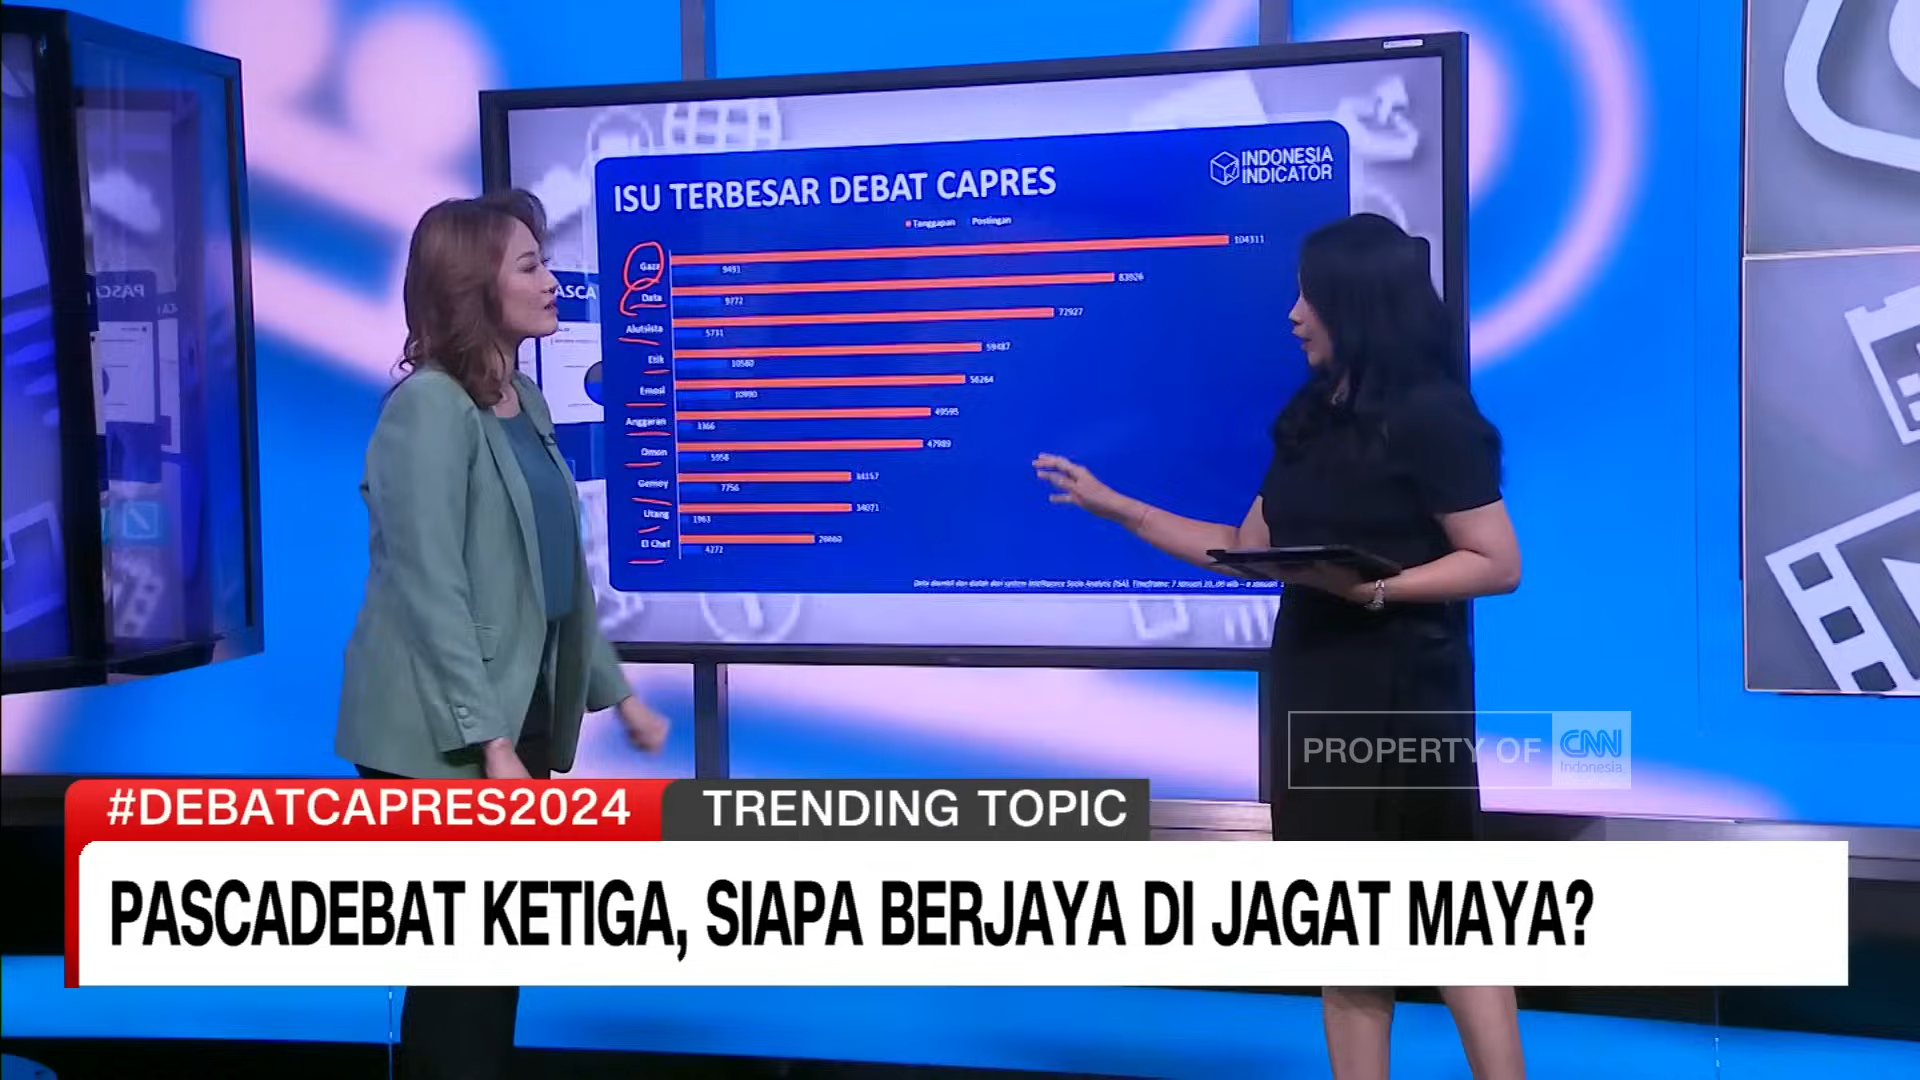 ISU TERBESAR DEBAT CAPRES
INDONESIA
INDICATOR
Tanggapan Postingan
Gaza 104311
9491
Data 83926
9772
Alutsista 72927
5731
Etik 59487
10580
Emosi 56264
10980
Anggaran 49595
3366
Omon 47989
5958
Gemoy 34157
7756
Utang 34071
1963
El Chef
4272
PASCA
PROPERTY OF CNN
Indonesia
#DEBATCAPRES2024 TRENDING TOPIC
PASCADEBAT KETIGA, SIAPA BERJAYA DI JAGAT MAYA?